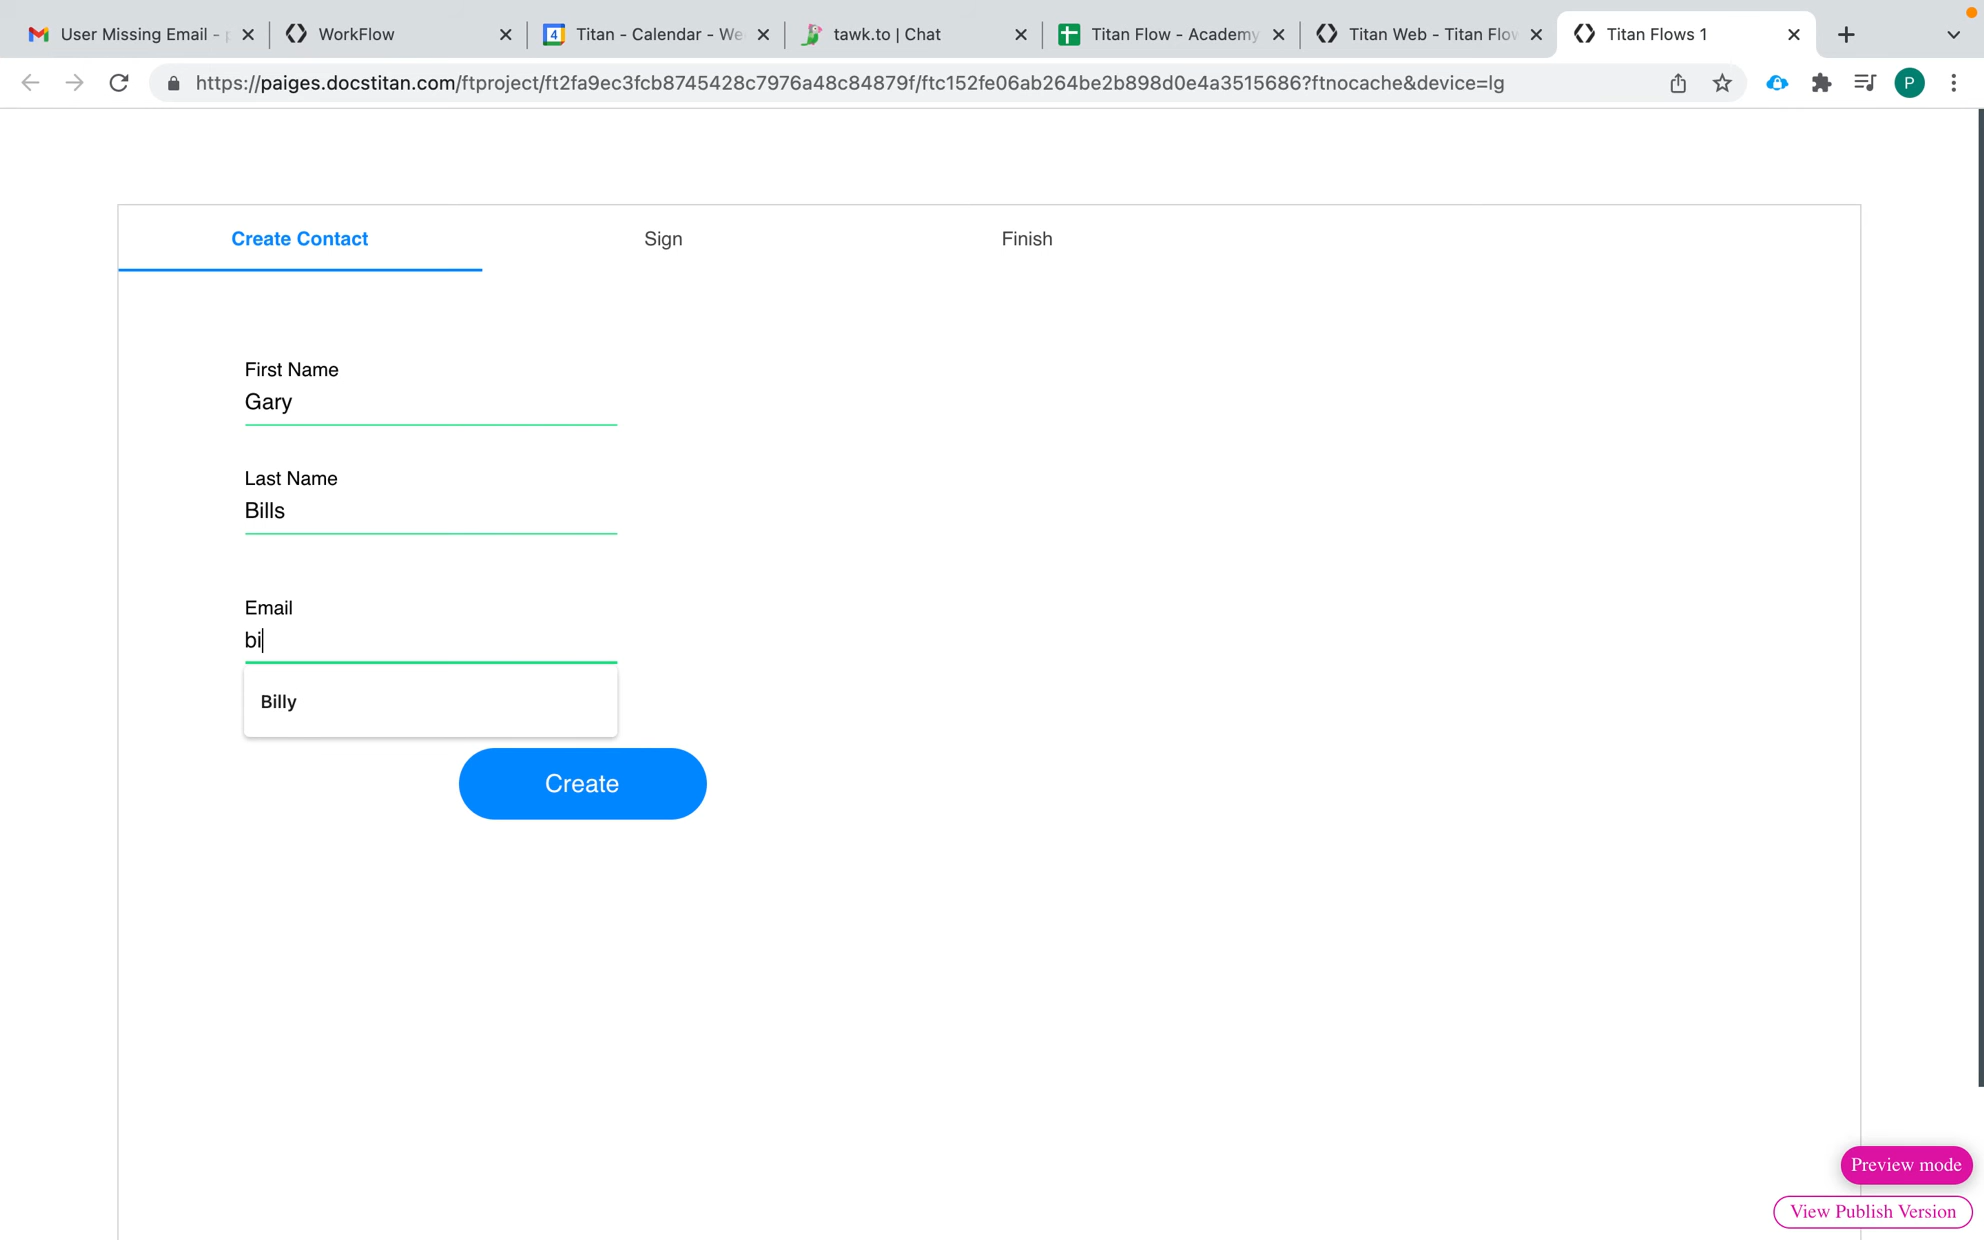 User Missing Email -
WorkFlow
4
Titan - Calendar - We
tawk.to | Chat
Titan Flow - Academy
Titan Web - Titan Flow
Titan Flows 1
https://paiges.docstitan.com/ftproject/ft2fa9ec3fcb8745428c7976a48c84879f/ftc152fe06ab264be2b898d0e4a3515686?ftnocache&device=lg
P
Create Contact
Sign
Finish
First Name
Gary
Last Name
Bills
Email
bi
Billy
Create
Preview mode
View Publish Version